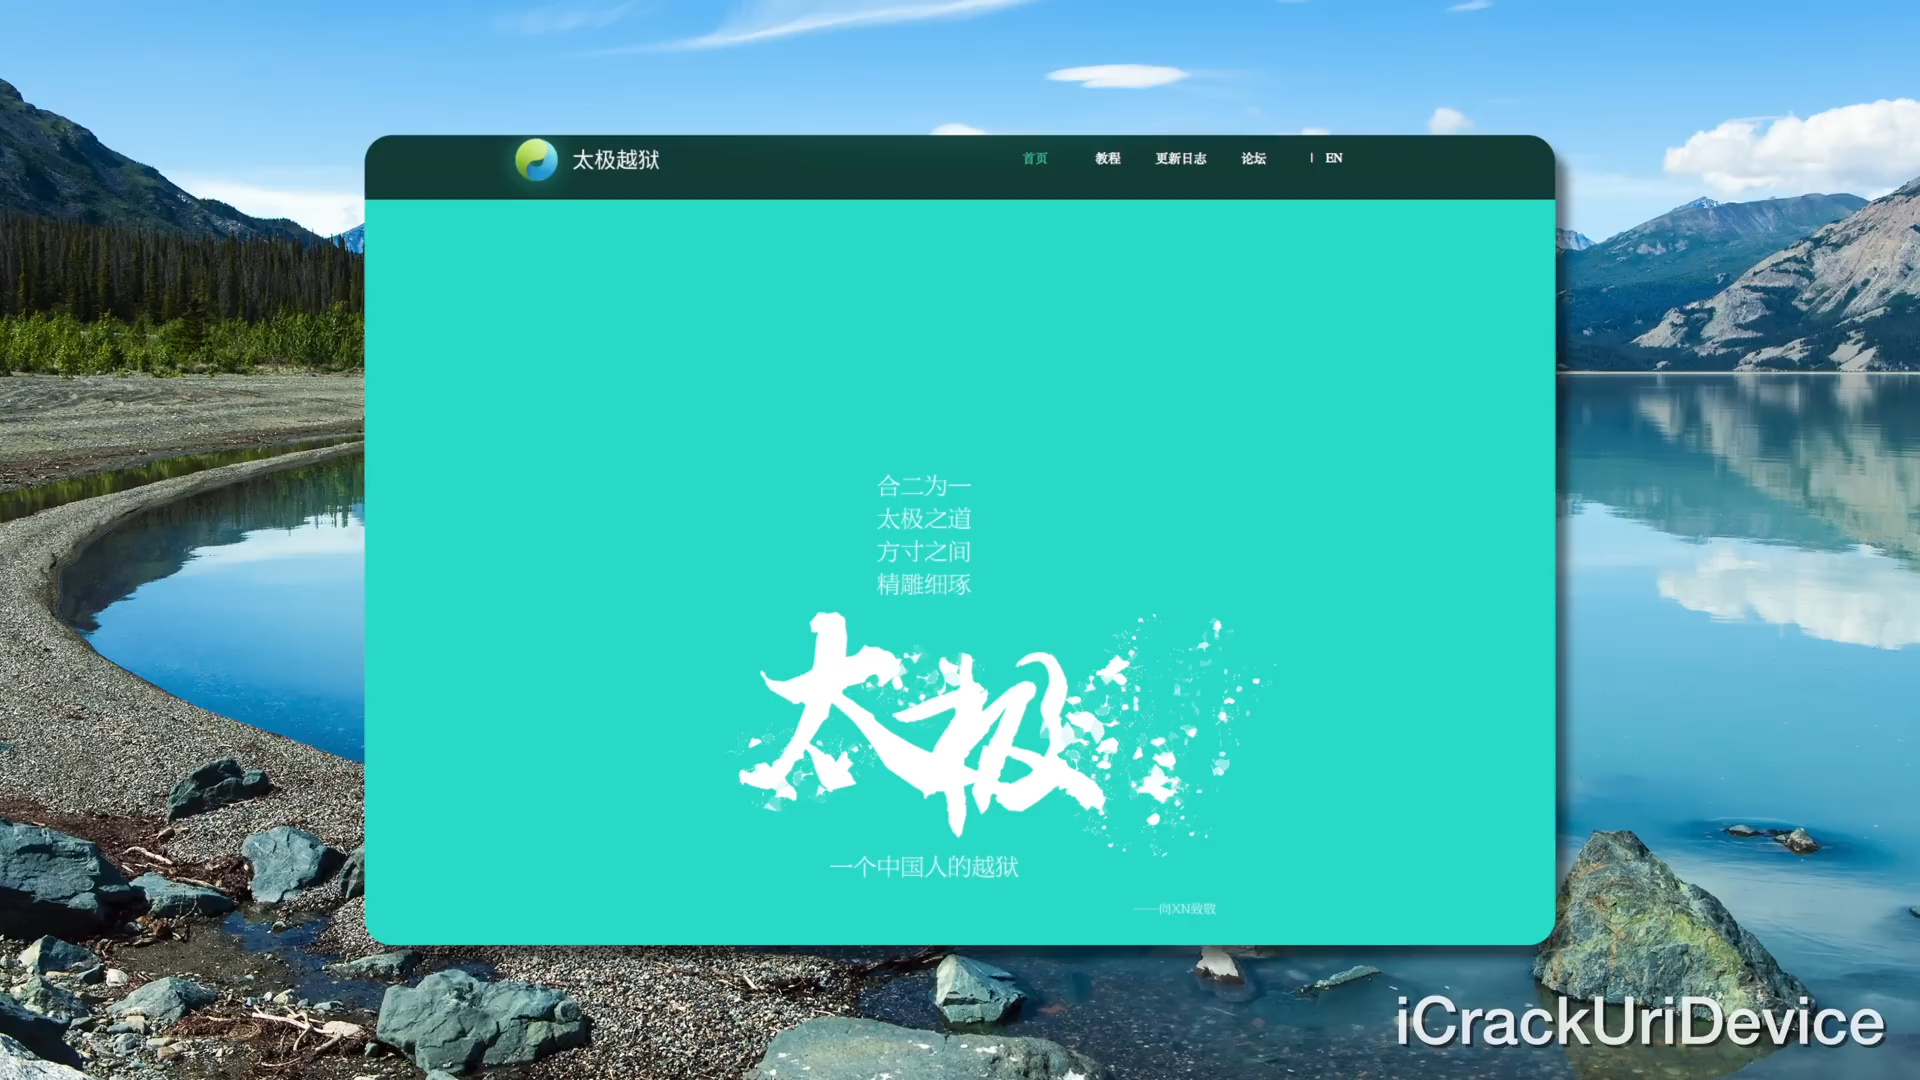 太极越狱
首页 教程 更新日志 论坛 | EN
合二为一
太极之道
方寸之间
精雕细琢
太极
一个中国人的越狱
——向XN致敬
iCrackUriDevice